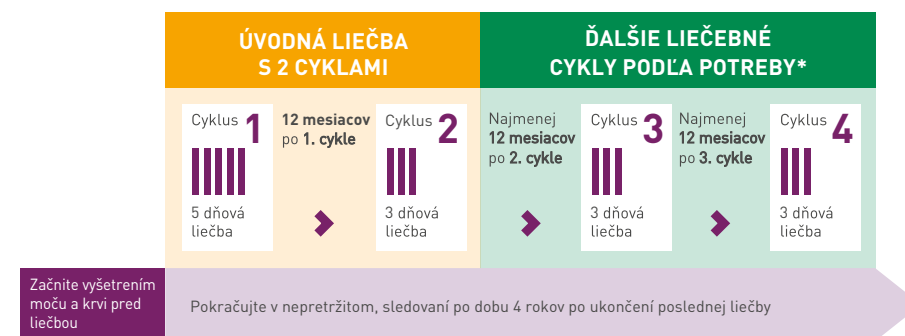 ÚVODNÁ LIEČBA
S 2 CYKLAMI
ĎALŠIE LIEČEBNÉ
CYKLY PODĽA POTREBY*
Cyklus 1
5 dňová
liečba
12 mesiacov
po 1. cykle
Cyklus 2
3 dňová
liečba
Najmenej
12 mesiacov
po 2. cykle
Cyklus 3
3 dňová
liečba
Najmenej
12 mesiacov
po 3. cykle
Cyklus 4
3 dňová
liečba
Začnite vyšetrením
moču a krvi pred
liečbou
Pokračujte v nepretržitom, sledovaní po dobu 4 rokov po ukončení poslednej liečby